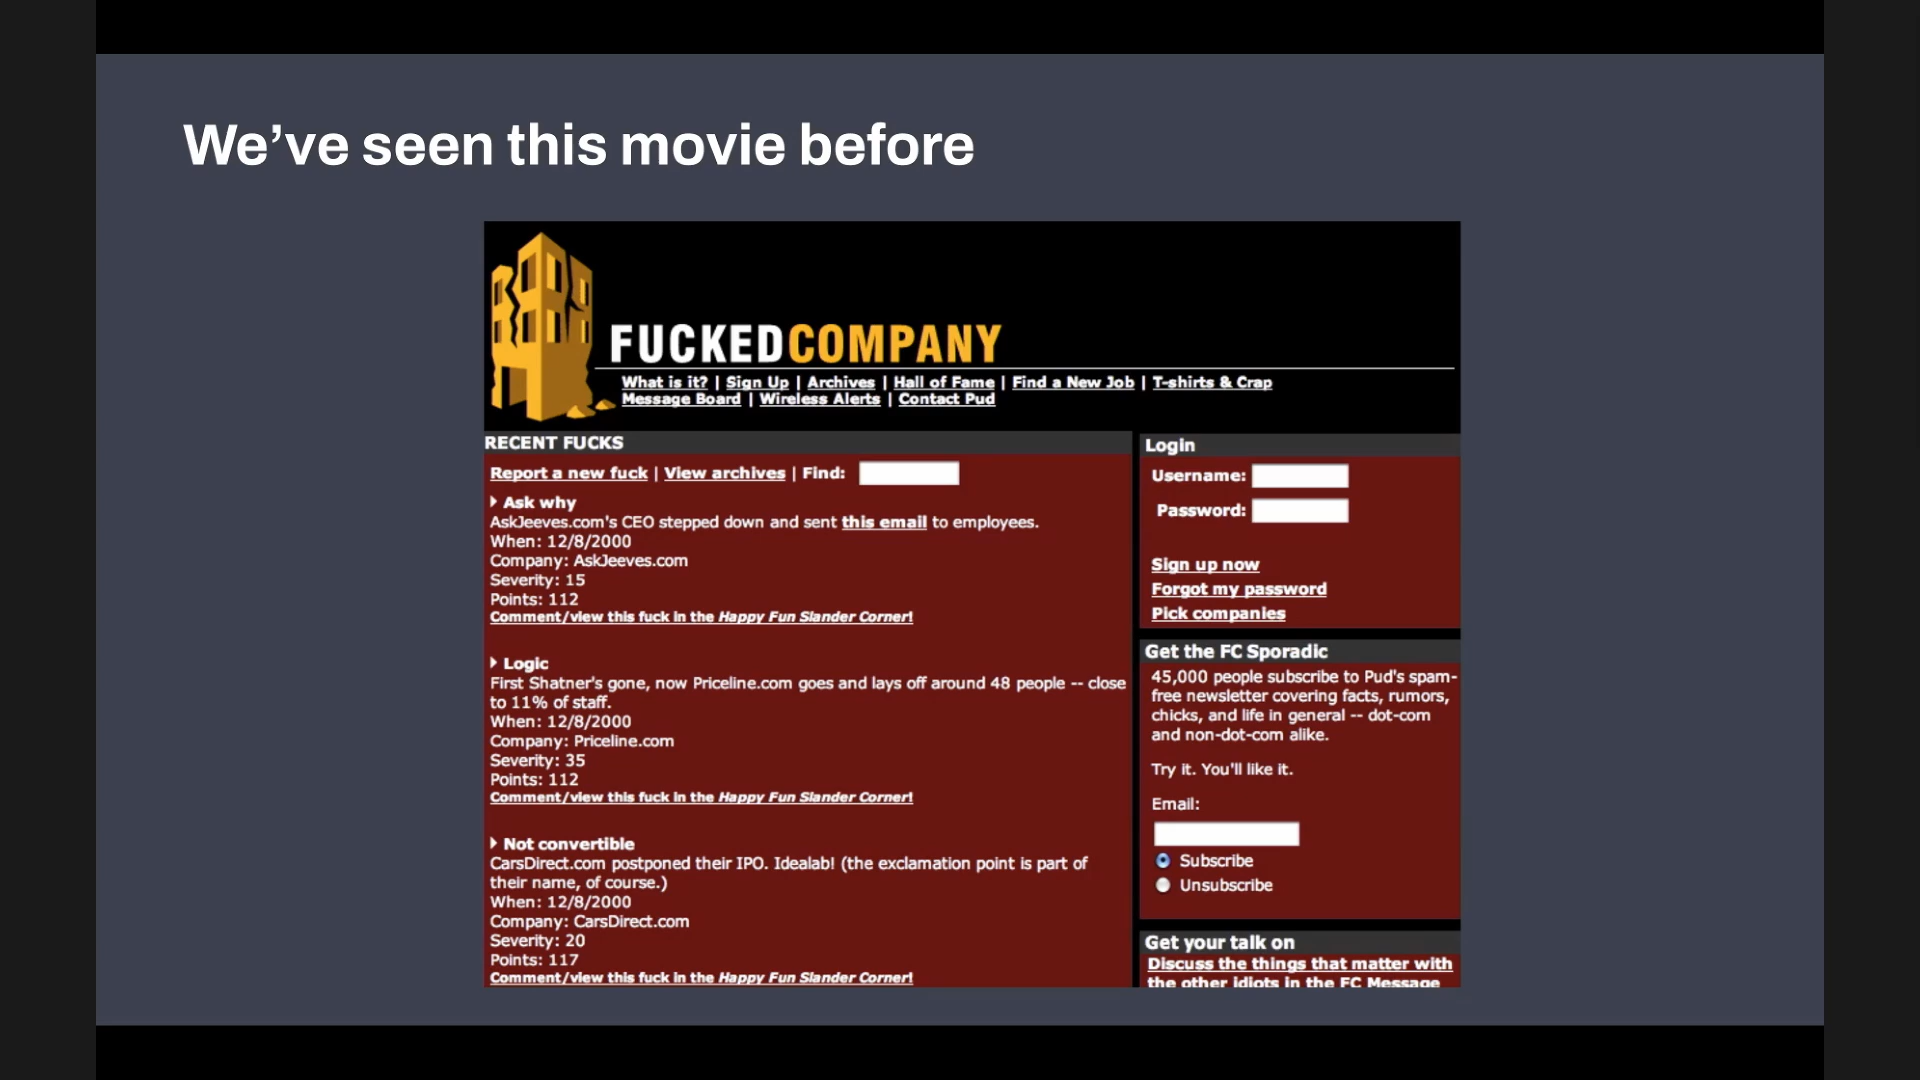 We've seen this movie before
FUCKEDCOMPANY
What is it? | Sign Up | Archives | Hall of Fame | Find a New Job | T-shirts & Crap
Message Board | Wireless Alerts | Contact Pud
RECENT FUCKS
Report a new fuck | View archives | Find:
Ask why
AskJeeves.com's CEO stepped down and sent this email to employees.
When: 12/8/2000
Company: AskJeeves.com
Severity: 15
Points: 112
Comment/view this fuck in the Happy Fun Slander Corner!
Logic
First Shatner's gone, now Priceline.com goes and lays off around 48 people -- close
to 11% of staff.
When: 12/8/2000
Company: Priceline.com
Severity: 35
Points: 112
Comment/view this fuck in the Happy Fun Slander Corner!
Not convertible
CarsDirect.com postponed their IPO. Idealab! (the exclamation point is part of
their name, of course.)
When: 12/8/2000
Company: CarsDirect.com
Severity: 20
Points: 117
Comment/view this fuck in the Happy Fun Slander Corner!
Login
Username:
Password:
Sign up now
Forgot my password
Pick companies
Get the FC Sporadic
45,000 people subscribe to Pud's spam-
free newsletter covering facts, rumors,
chicks, and life in general -- dot-com
and non-dot-com alike.
Try it. You'll like it.
Email:
Subscribe
Unsubscribe
Get your talk on
Discuss the things that matter with
the other idiots in the FC Message